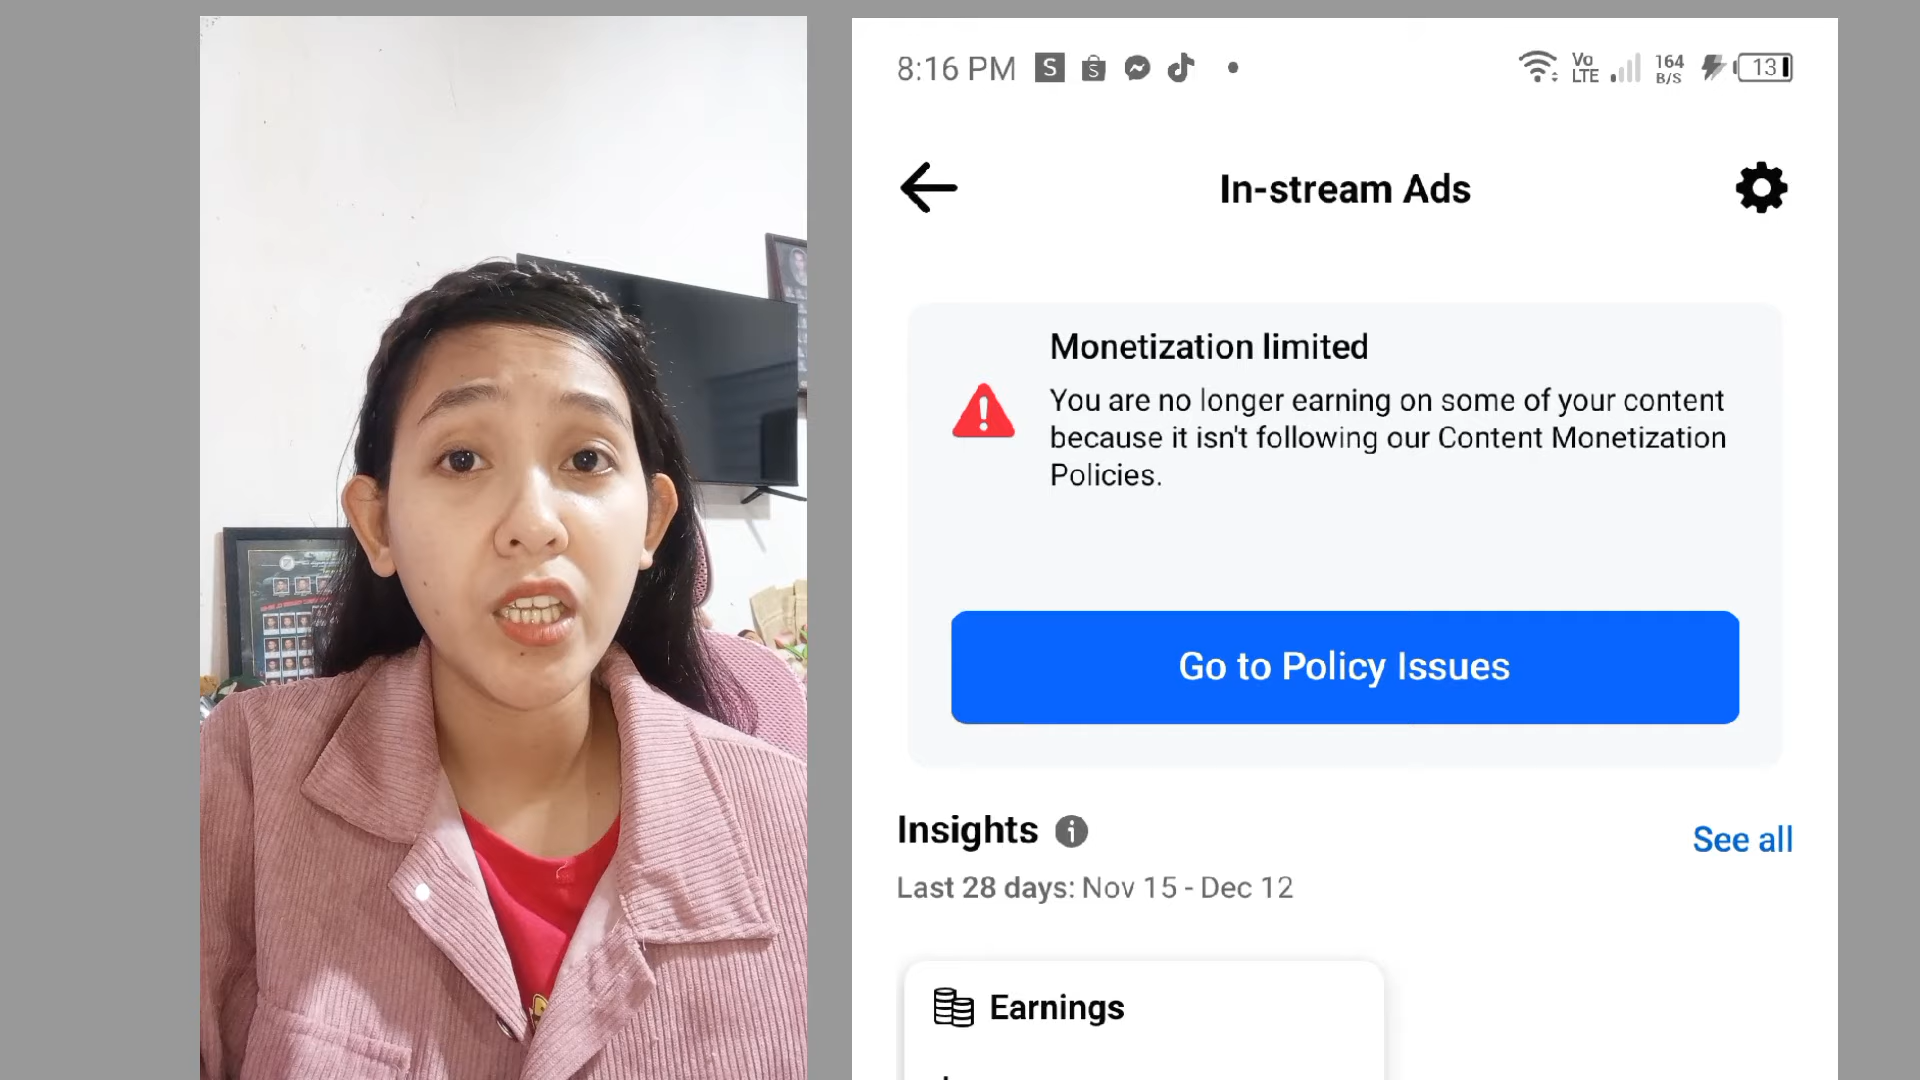 8:16 PM
S
S
Vo
LTE
164
B/S
13
In-stream Ads
Monetization limited
You are no longer earning on some of your content
because it isn't following our Content Monetization
Policies.
Go to Policy Issues
Insights
See all
Last 28 days: Nov 15 - Dec 12
Earnings